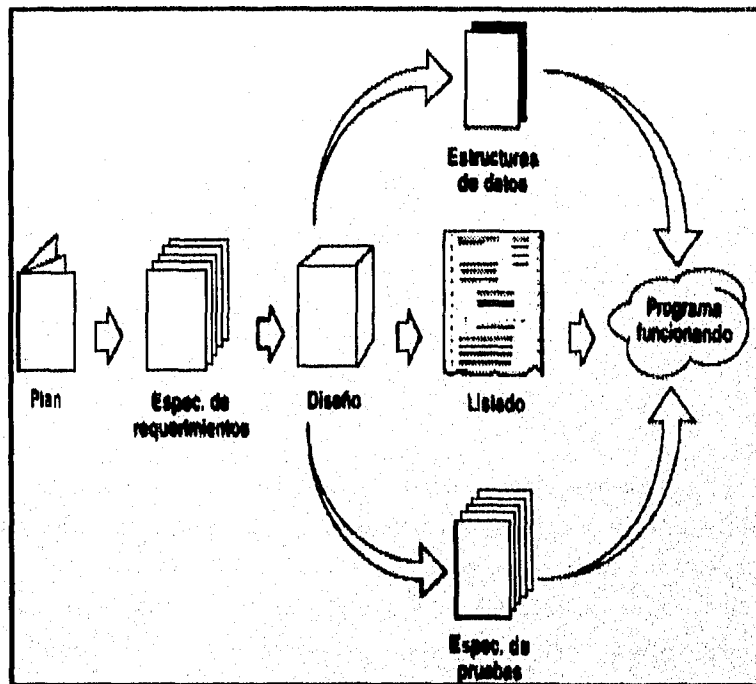 Estructuras
de datos
Programa
funcionando
Plan
Espec. de
requerimientos
Diseño
Listado
Espec. de
pruebas